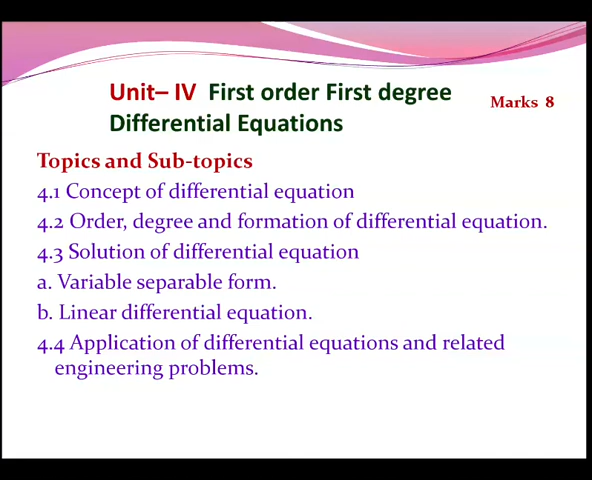 Unit– IV First order First degree
Differential Equations
Marks 8
Topics and Sub-topics
4.1 Concept of differential equation
4.2 Order, degree and formation of differential equation.
4.3 Solution of differential equation
a. Variable separable form.
b. Linear differential equation.
4.4 Application of differential equations and related
engineering problems.